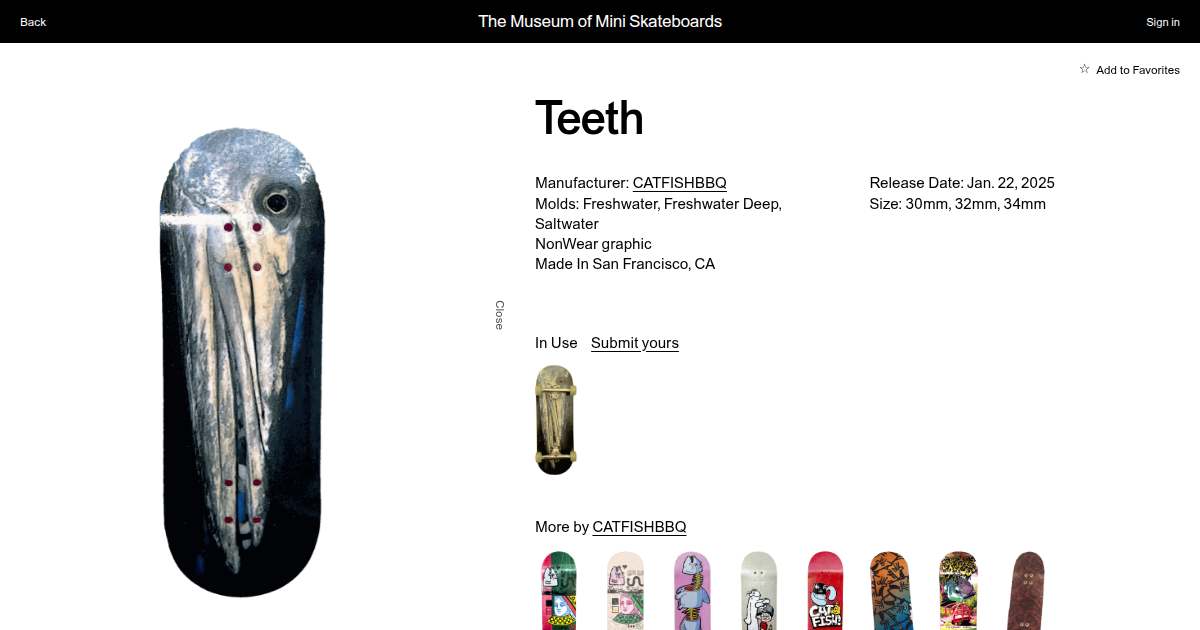 Back
The Museum of Mini Skateboards
Sign in
☆ Add to Favorites
Teeth
Manufacturer: CATFISHBBQ
Molds: Freshwater, Freshwater Deep,
Saltwater
NonWear graphic
Made In San Francisco, CA
Release Date: Jan. 22, 2025
Size: 30mm, 32mm, 34mm
Close
In Use Submit yours
More by CATFISHBBQ
CAT
FISH!